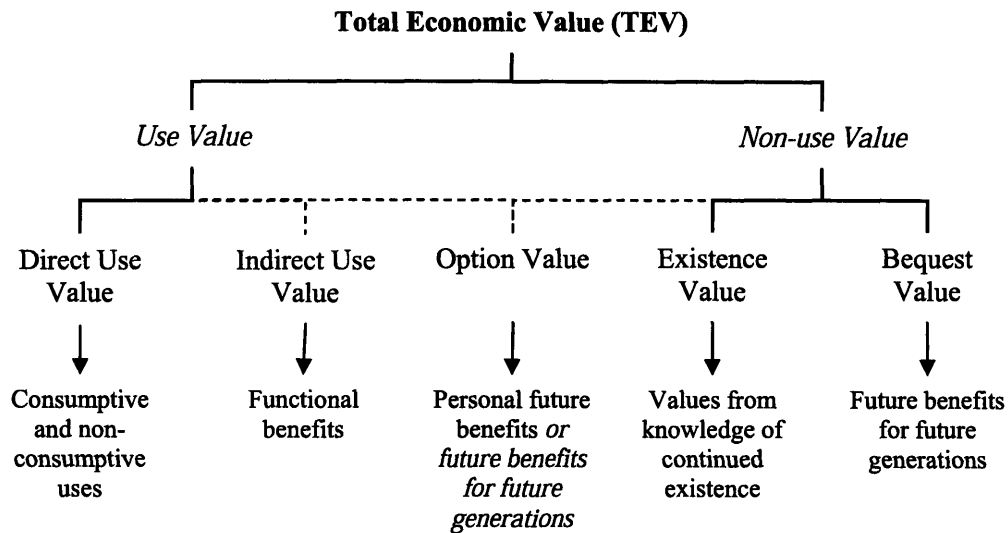 Total Economic Value (TEV)
Use Value
Non-use Value
Direct Use
Value
Indirect Use
Value
Option Value
Existence
Value
Bequest
Value
Consumptive
and non-
consumptive
uses
Functional
benefits
Personal future
benefits or
future benefits
for future
generations
Values from
knowledge of
continued
existence
Future benefits
for future
generations